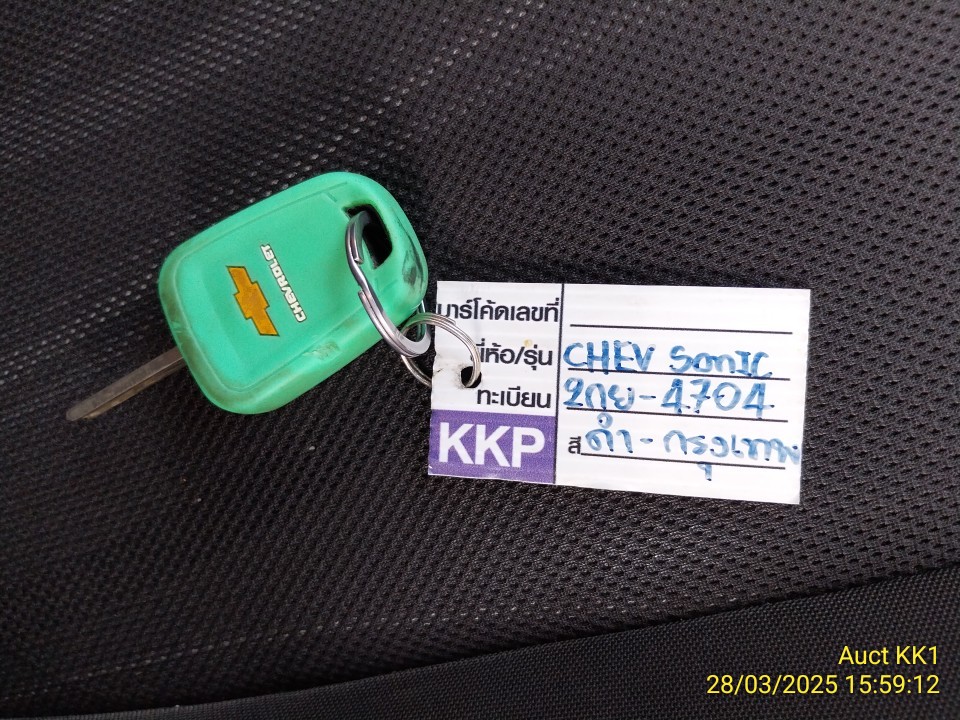 CHEVROLET
บาร์โค้ดเลขที่
ยี่ห้อ/รุ่น CHEV SonIC
ทะเบียน 2กย-4704
KKP
สี ดำ - กรุงเทพ
Auct KK1
28/03/2025 15:59:12